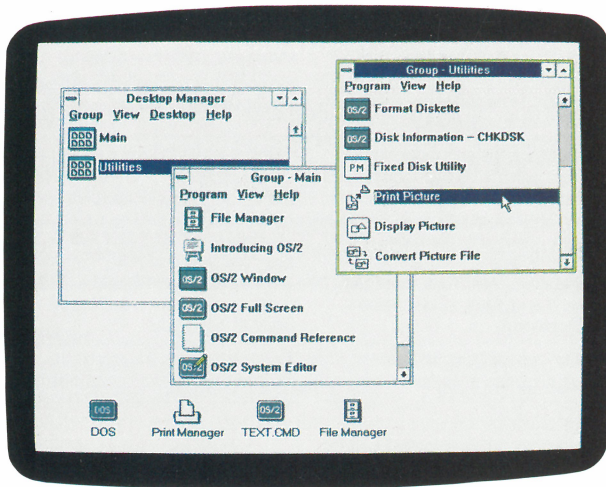 Desktop Manager
Group View Desktop Help
Main
Utilities
Group - Main
Program View Help
File Manager
Introducing OS/2
OS/2 OS/2 Window
OS/2 OS/2 Full Screen
OS/2 Command Reference
OS/2 OS/2 System Editor
Group - Utilities
Program View Help
OS/2 Format Diskette
OS/2 Disk Information – CHKDSK
PM Fixed Disk Utility
Print Picture
Display Picture
Convert Picture File
DOS
DOS
Print Manager
OS/2
TEXT.CMD
File Manager